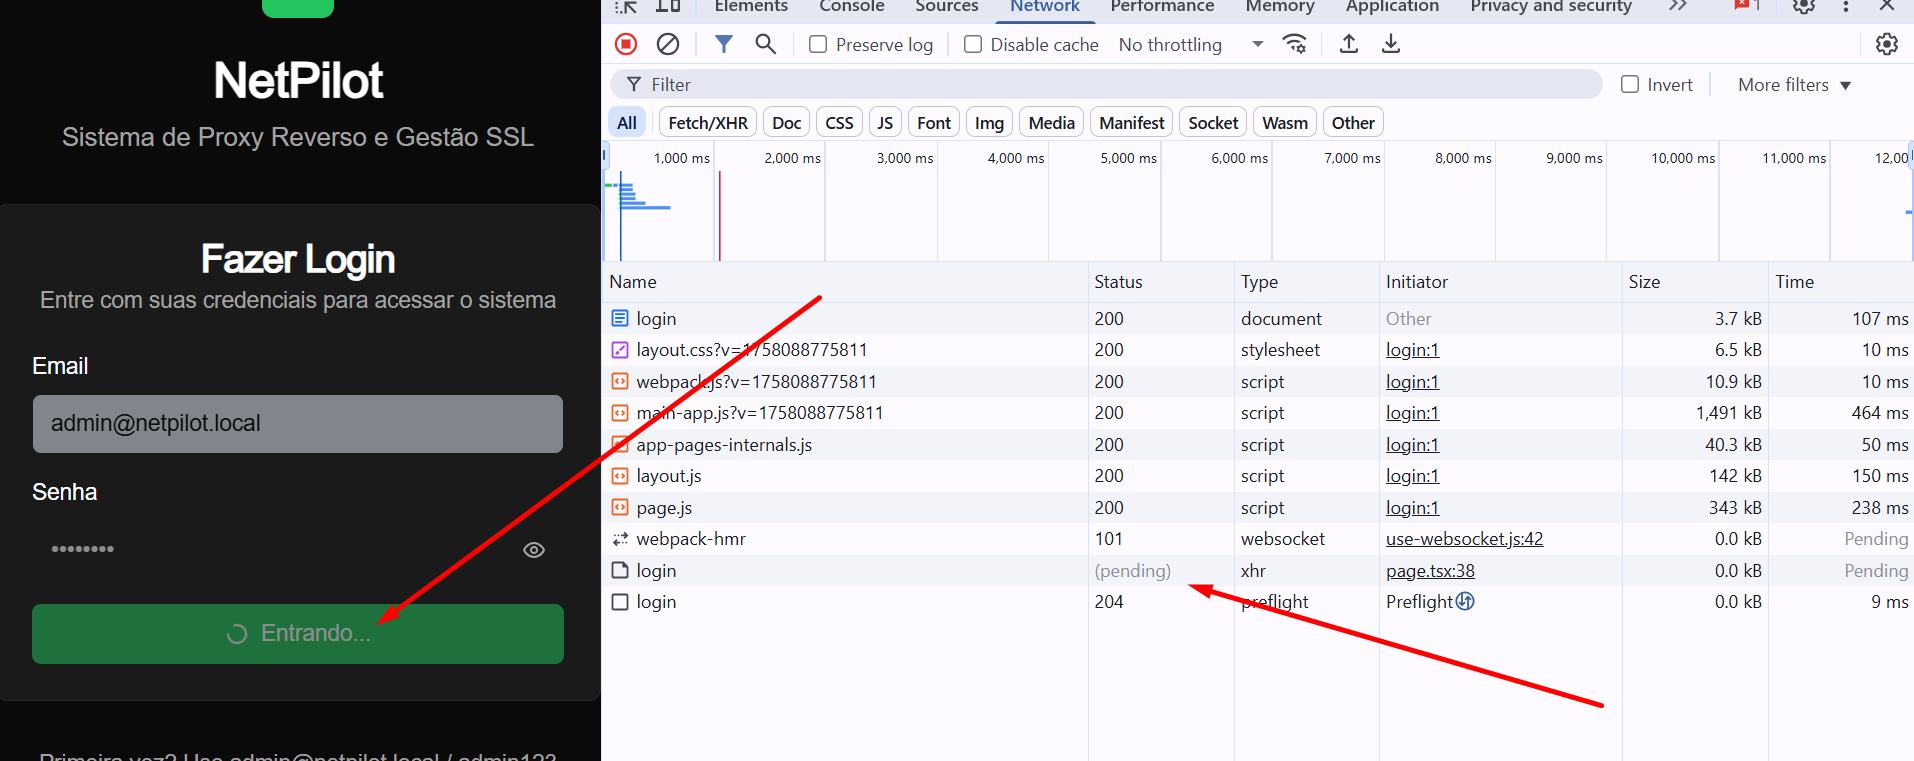 NetPilot
Sistema de Proxy Reverso e Gestão SSL
Fazer Login
Entre com suas credenciais para acessar o sistema
Email
admin@netpilot.local
Senha
••••••••
Entrando...
Primeira vez? Use admin@netpilot.local / admin123
Elements Console Sources Network Performance Memory Application Privacy and security 1
Preserve log Disable cache No throttling
Filter Invert More filters
All Fetch/XHR Doc CSS JS Font Img Media Manifest Socket Wasm Other
1,000 ms 2,000 ms 3,000 ms 4,000 ms 5,000 ms 6,000 ms 7,000 ms 8,000 ms 9,000 ms 10,000 ms 11,000 ms 12,00
Name Status Type Initiator Size Time
login 200 document Other 3.7 kB 107 ms
layout.css?v=1758088775811 200 stylesheet login:1 6.5 kB 10 ms
webpack.js?v=1758088775811 200 script login:1 10.9 kB 10 ms
main-app.js?v=1758088775811 200 script login:1 1,491 kB 464 ms
app-pages-internals.js 200 script login:1 40.3 kB 50 ms
layout.js 200 script login:1 142 kB 150 ms
page.js 200 script login:1 343 kB 238 ms
webpack-hmr 101 websocket use-websocket.js:42 0.0 kB Pending
login (pending) xhr page.tsx:38 0.0 kB Pending
login 204 preflight Preflight 0.0 kB 9 ms